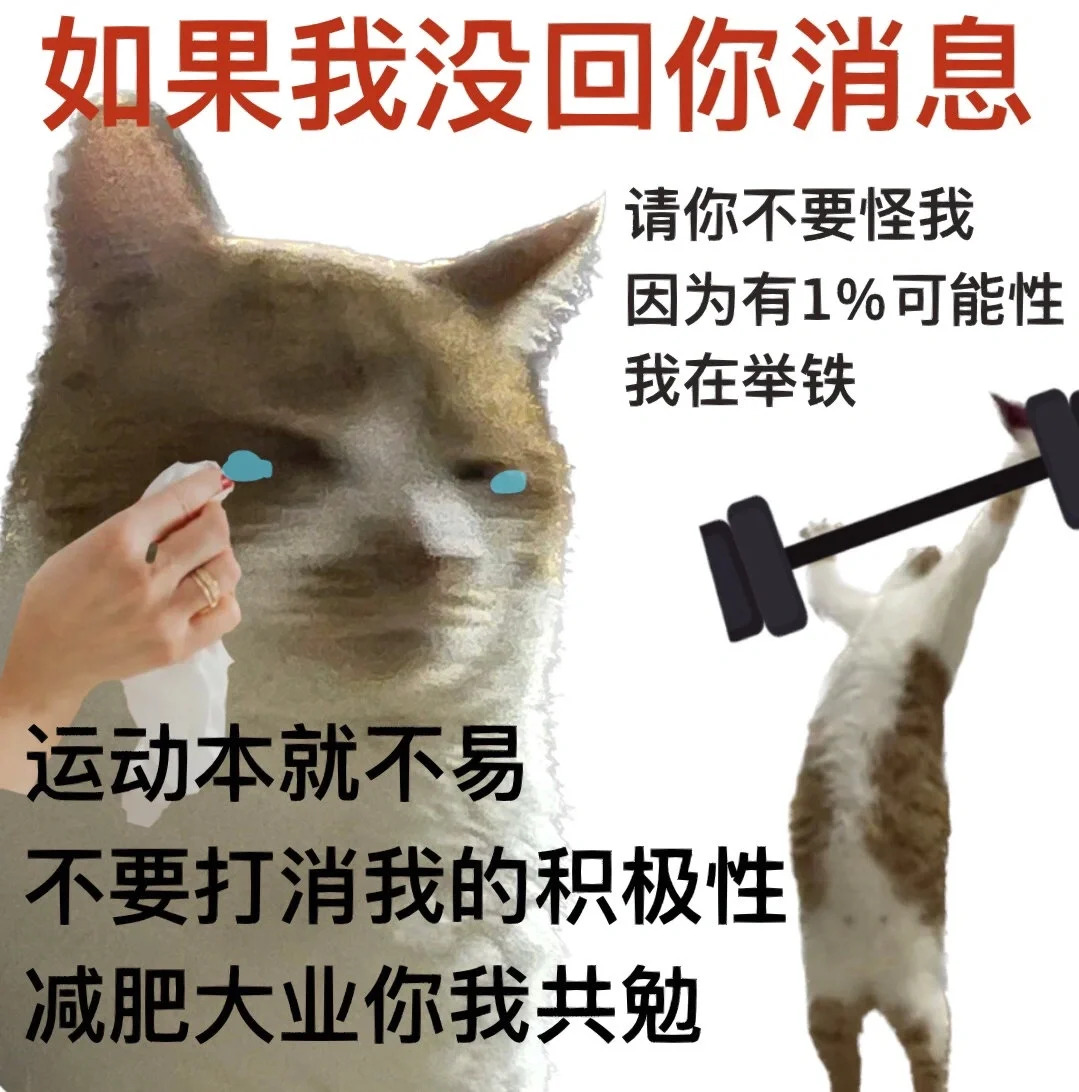 如果我没回你消息
请你不要怪我
因为有1%可能性
我在举铁
运动本就不易
不要打消我的积极性
减肥大业你我共勉